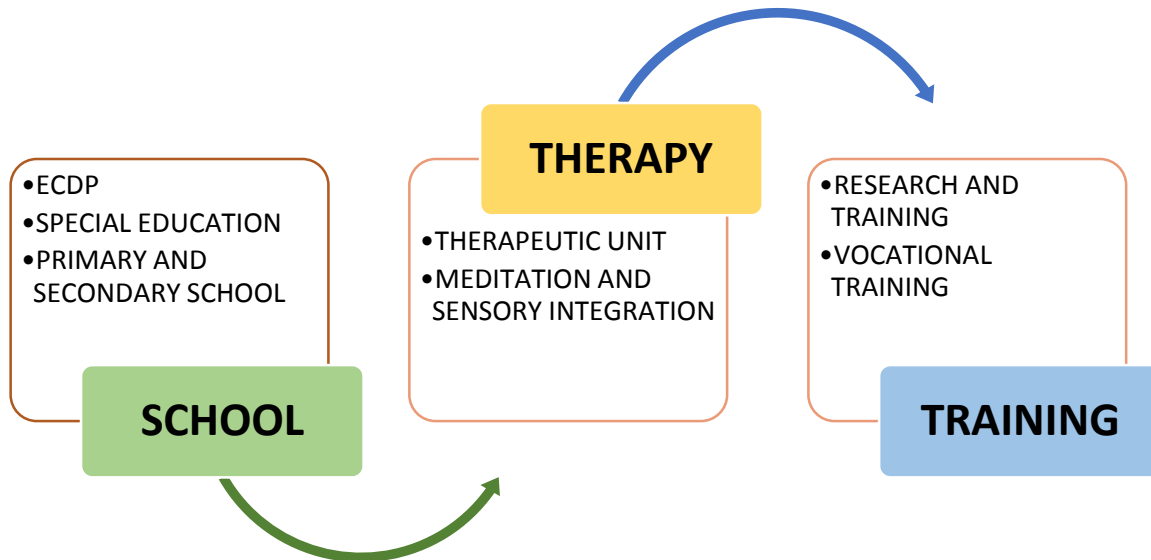 •ECDP
•SPECIAL EDUCATION
•PRIMARY AND
SECONDARY SCHOOL
SCHOOL
THERAPY
•THERAPEUTIC UNIT
•MEDITATION AND
SENSORY INTEGRATION
•RESEARCH AND
TRAINING
•VOCATIONAL
TRAINING
TRAINING